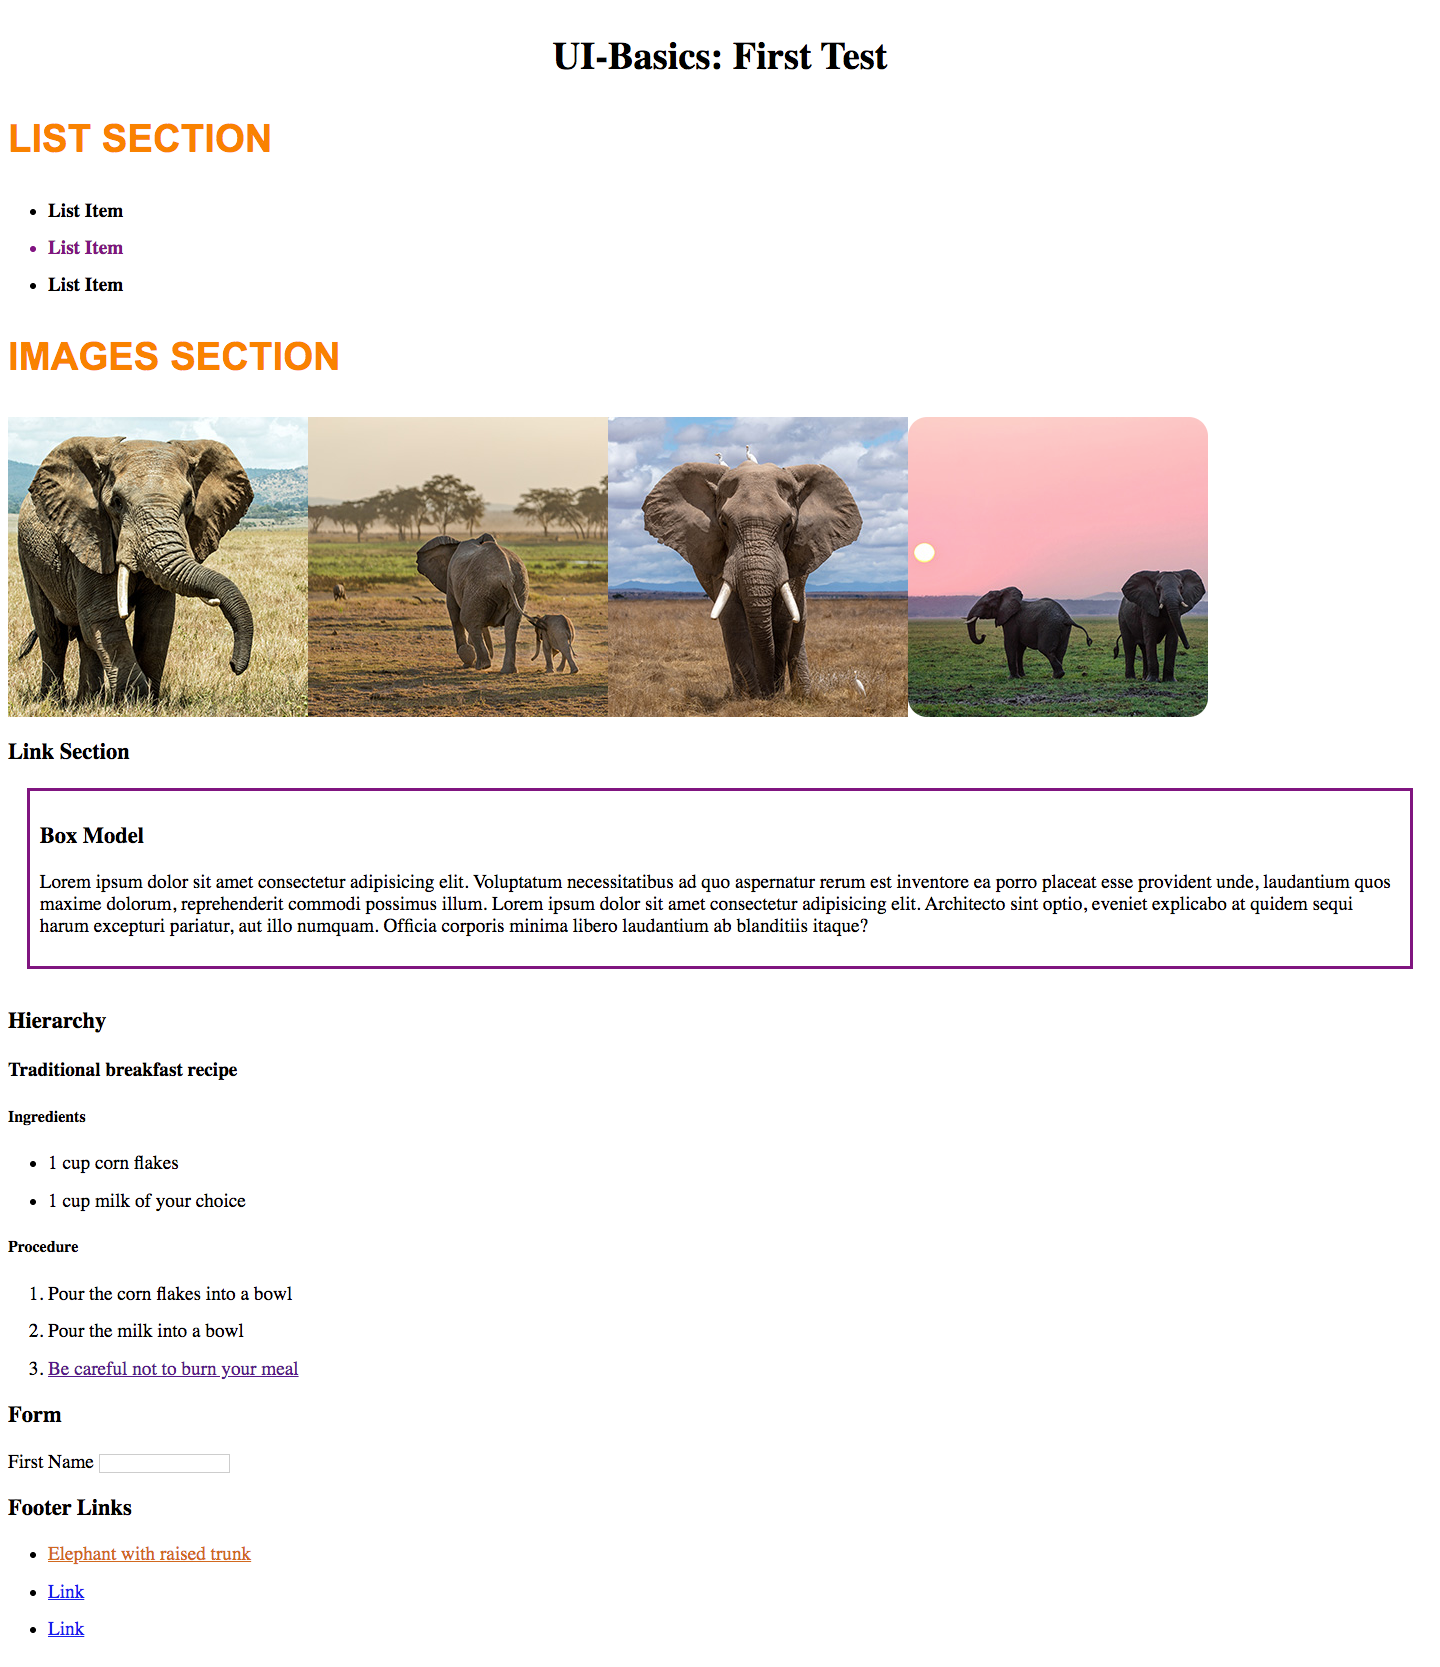 UI-Basics: First Test
LIST SECTION
• List Item
• List Item
• List Item
IMAGES SECTION
Link Section
Box Model
Lorem ipsum dolor sit amet consectetur adipisicing elit. Voluptatum necessitatibus ad quo aspernatur rerum est inventore ea porro placeat esse provident unde, laudantium quos
maxime dolorum, reprehenderit commodi possimus illum. Lorem ipsum dolor sit amet consectetur adipisicing elit. Architecto sint optio, eveniet explicabo at quidem sequi
harum excepturi pariatur, aut illo numquam. Officia corporis minima libero laudantium ab blanditiis itaque?
Hierarchy
Traditional breakfast recipe
Ingredients
• 1 cup corn flakes
• 1 cup milk of your choice
Procedure
1. Pour the corn flakes into a bowl
2. Pour the milk into a bowl
3. Be careful not to burn your meal
Form
First Name
Footer Links
• Elephant with raised trunk
• Link
• Link